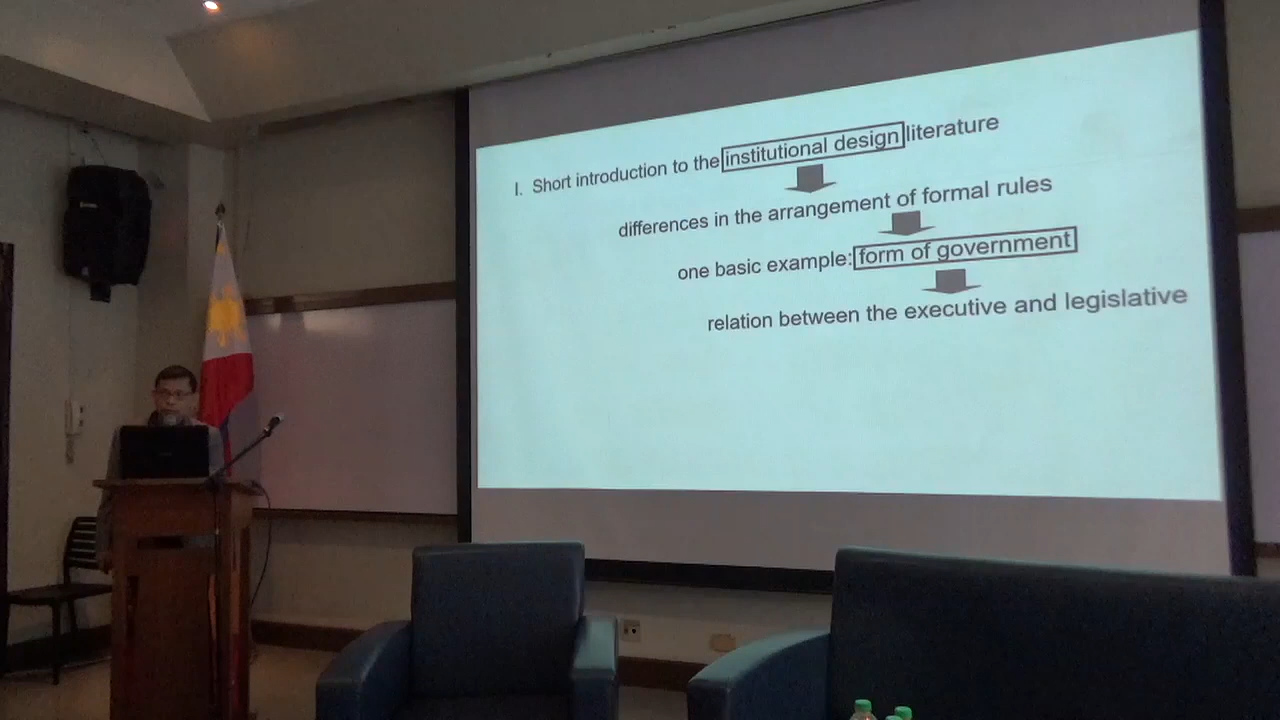 I. Short introduction to the institutional design literature
differences in the arrangement of formal rules
one basic example: form of government
relation between the executive and legislative